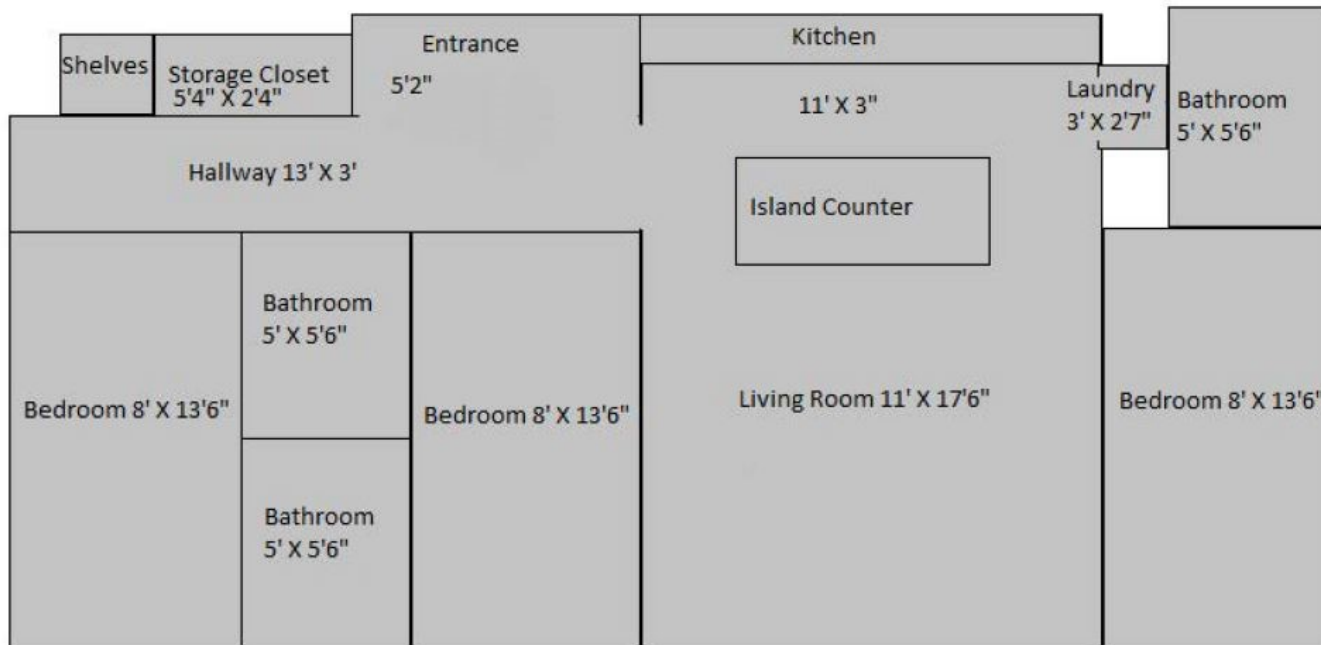 Shelves
Storage Closet
5'4" X 2'4"
Entrance
5'2"
Kitchen
11' X 3"
Laundry
3' X 2'7"
Bathroom
5' X 5'6"
Hallway 13' X 3'
Island Counter
Bedroom 8' X 13'6"
Bathroom
5' X 5'6"
Bathroom
5' X 5'6"
Bedroom 8' X 13'6"
Living Room 11' X 17'6"
Bedroom 8' X 13'6"